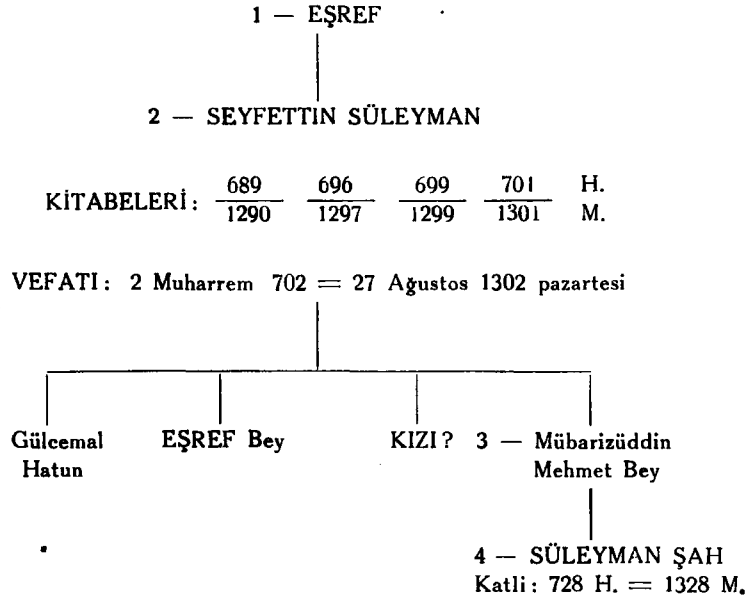 1 — EŞREF
2 — SEYFETTİN SÜLEYMAN
KİTABELERİ: 689/1290 696/1297 699/1299 701/1301 H./M.
VEFATI: 2 Muharrem 702 = 27 Ağustos 1302 pazartesi
Gülcemal EŞREF Bey KIZI? 3 — Mübarizüddin
Hatun Mehmet Bey
4 — SÜLEYMAN ŞAH
Katli: 728 H. = 1328 M.